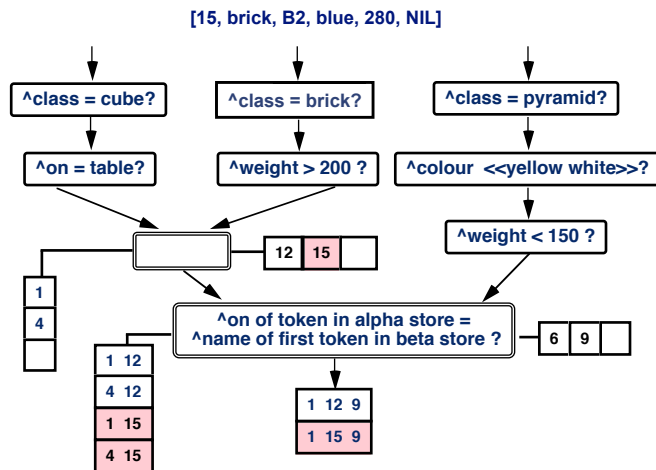 [15, brick, B2, blue, 280, NIL]
^class = cube?
^class = brick?
^class = pyramid?
^on = table?
^weight > 200 ?
^colour <<yellow white>>?
^weight < 150 ?
12 15
1
4
^on of token in alpha store =
^name of first token in beta store ?
6 9
1 12
4 12
1 15
4 15
1 12 9
1 15 9